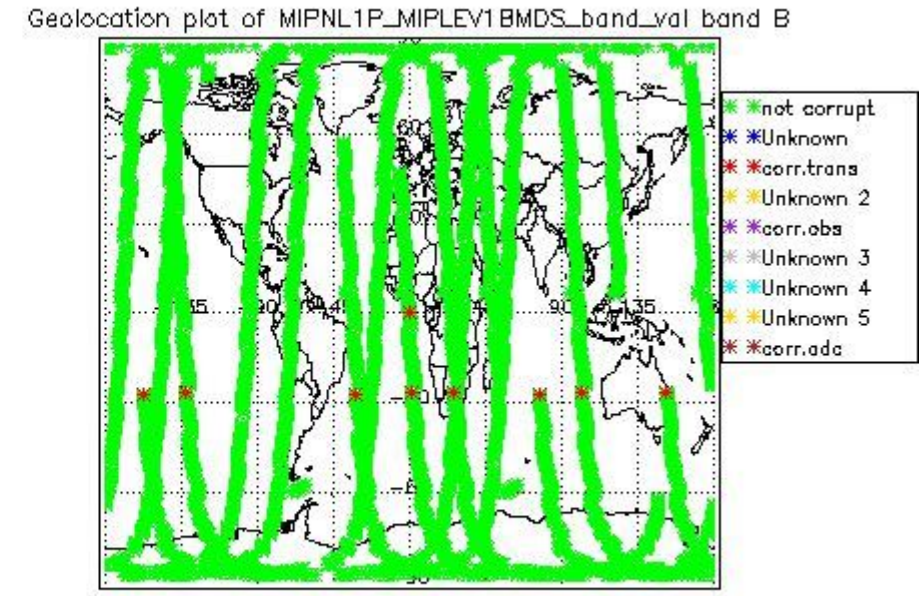 Geolocation plot of MIPNL1P_MIPLEV1BMDS_band_val band B
not corrupt
Unknown
corr.trans
Unknown 2
corr.obs
Unknown 3
Unknown 4
Unknown 5
corr.adc
60
90
135